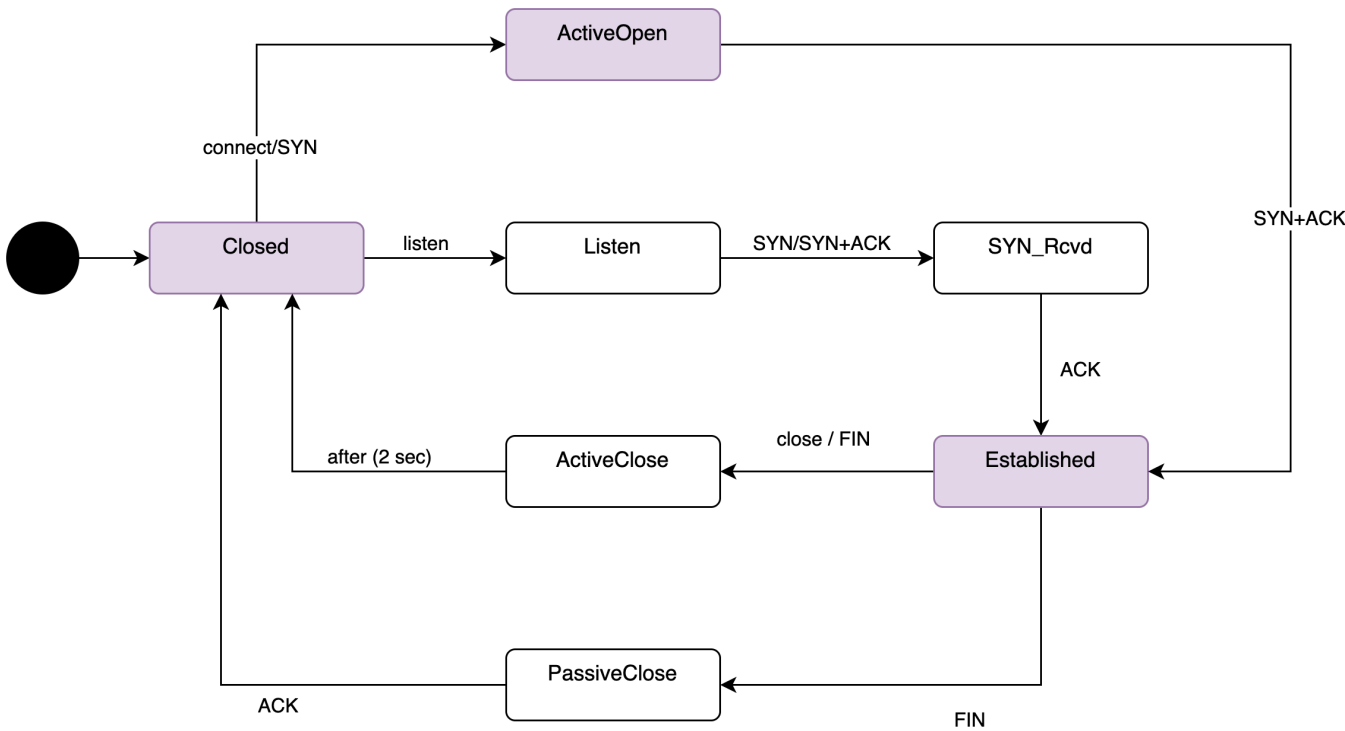 ActiveOpen
connect/SYN
SYN+ACK
Closed
listen
Listen
SYN/SYN+ACK
SYN_Rcvd
ACK
after (2 sec)
ActiveClose
close / FIN
Established
PassiveClose
ACK
FIN